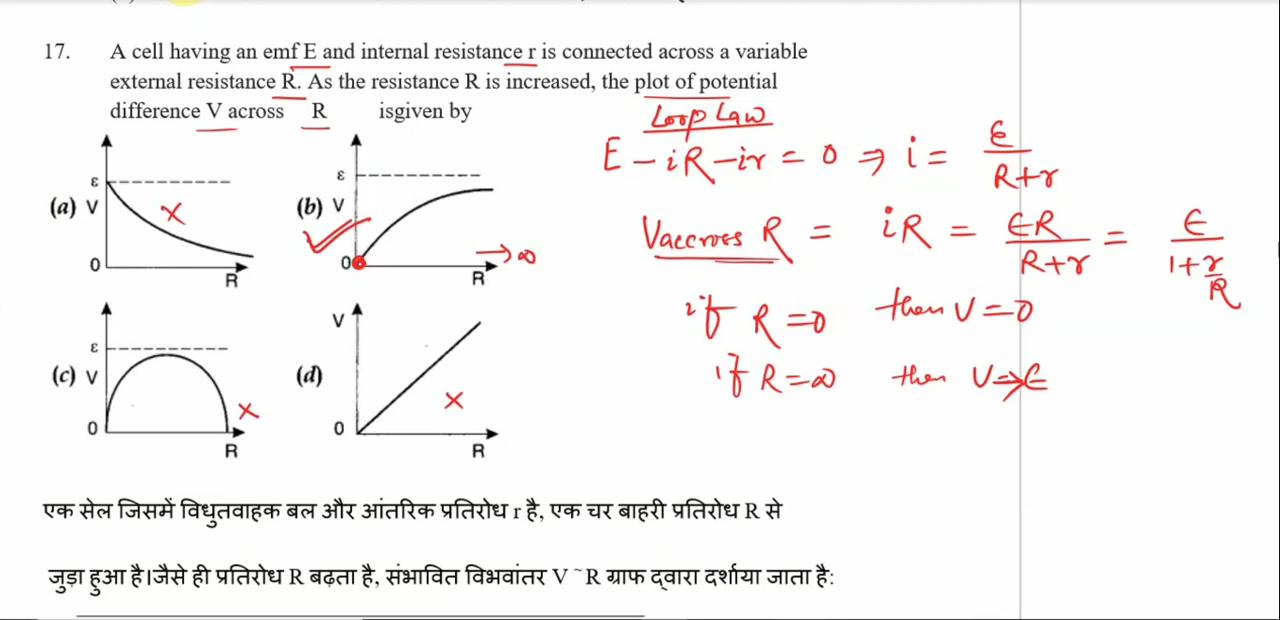 17. A cell having an emf E and internal resistance r is connected across a variable
external resistance R. As the resistance R is increased, the plot of potential
difference V across R isgiven by
(a) V ε 0 R
(b) V ε 0 R → ∞
(c) V ε 0 R
(d) V 0 R
Loop Law
E - iR - ir = 0 ⇒ i = ε / R+r
Vaccross R = iR = ER / R+r = ε / 1+r/R
if R=0 then V=0
if R=∞ then V⇒E
एक सेल जिसमें विधुतवाहक बल और आंतरिक प्रतिरोध r है, एक चर बाहरी प्रतिरोध R से
जुड़ा हुआ है।जैसे ही प्रतिरोध R बढ़ता है, संभावित विभवांतर V ~R ग्राफ द्वारा दर्शाया जाता है: